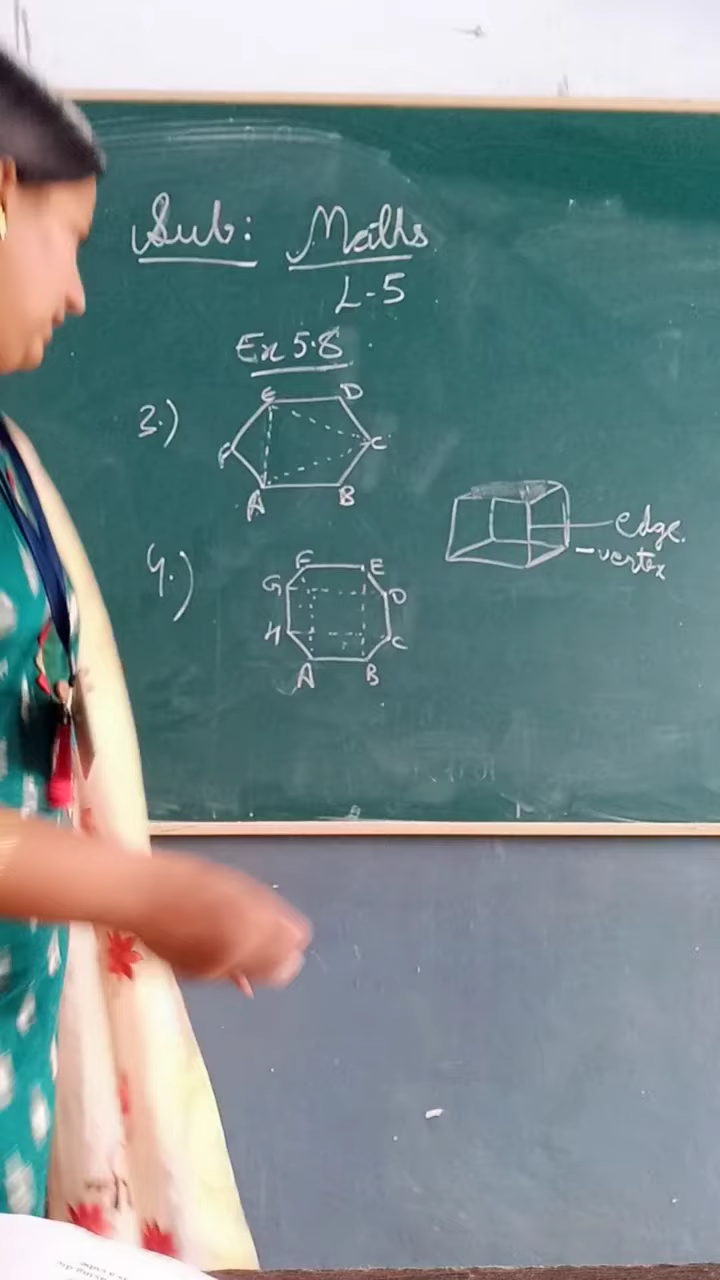 Sub: Maths
L-5
Ex 5.8
3.)
E D
F C
A B
edge.
vertex
4.)
F E
G D
H C
A B